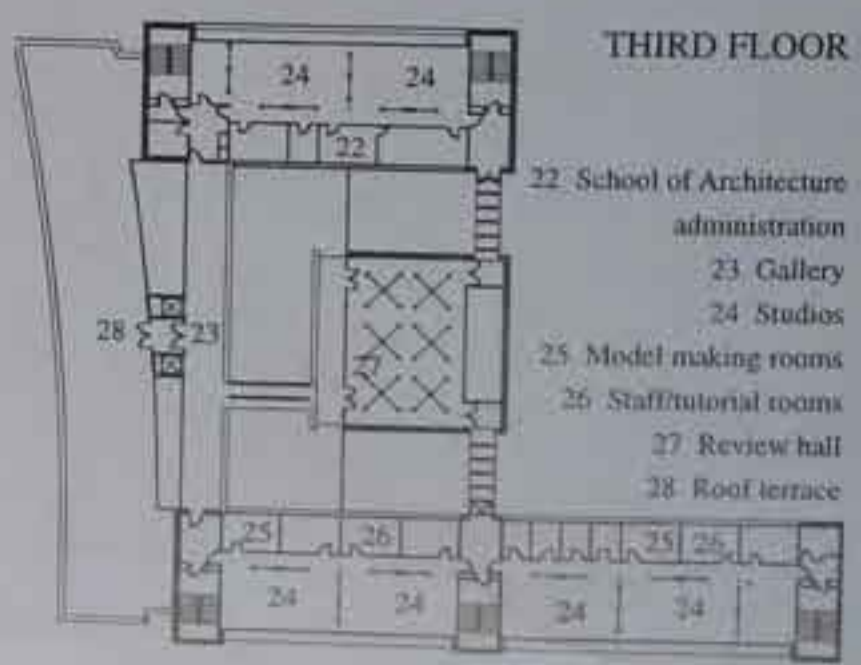 THIRD FLOOR
24 24
22
22 School of Architecture
administration
23 Gallery
24 Studios
25 Model making rooms
26 Staff/tutorial rooms
27 Review hall
28 Roof terrace
28 23
27
25 26 25 26
24 24 24 24